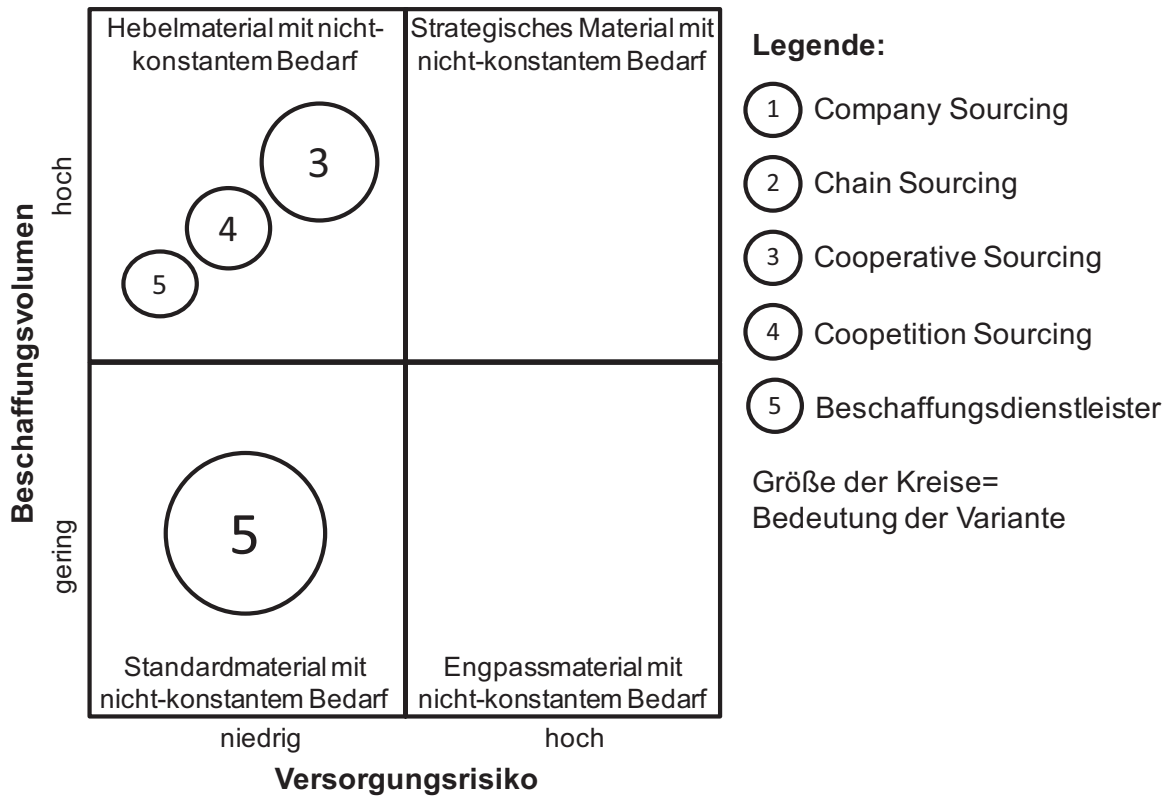 Hebelmaterial mit nicht-
konstantem Bedarf
Strategisches Material mit
nicht-konstantem Bedarf
3
4
5
5
Standardmaterial mit
nicht-konstantem Bedarf
Engpassmaterial mit
nicht-konstantem Bedarf
Beschaffungsvolumen
hoch
gering
niedrig
hoch
Versorgungsrisiko
Legende:
1 Company Sourcing
2 Chain Sourcing
3 Cooperative Sourcing
4 Coopetition Sourcing
5 Beschaffungsdienstleister
Größe der Kreise=
Bedeutung der Variante